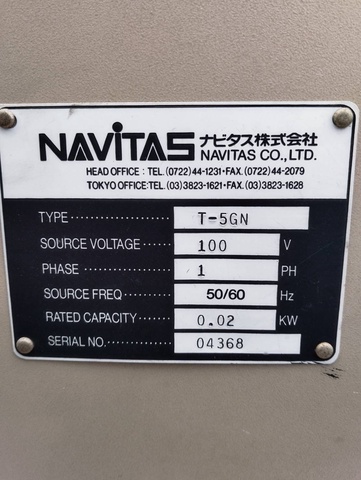 NAVITAS ナビタス株式会社
NAVITAS CO.,LTD.
HEAD OFFICE : TEL.(0722)44-1231・FAX.(0722)44-2079
TOKYO OFFICE:TEL.(03)3823-1621・FAX.(03)3823-1628
TYPE ·········· T-5GN
SOURCE VOLTAGE ··· 100 V
PHASE ·········· 1 PH
SOURCE FREQ ······ 50/60 Hz
RATED CAPACITY ···· 0.02 KW
SERIAL NO. ········ 04368